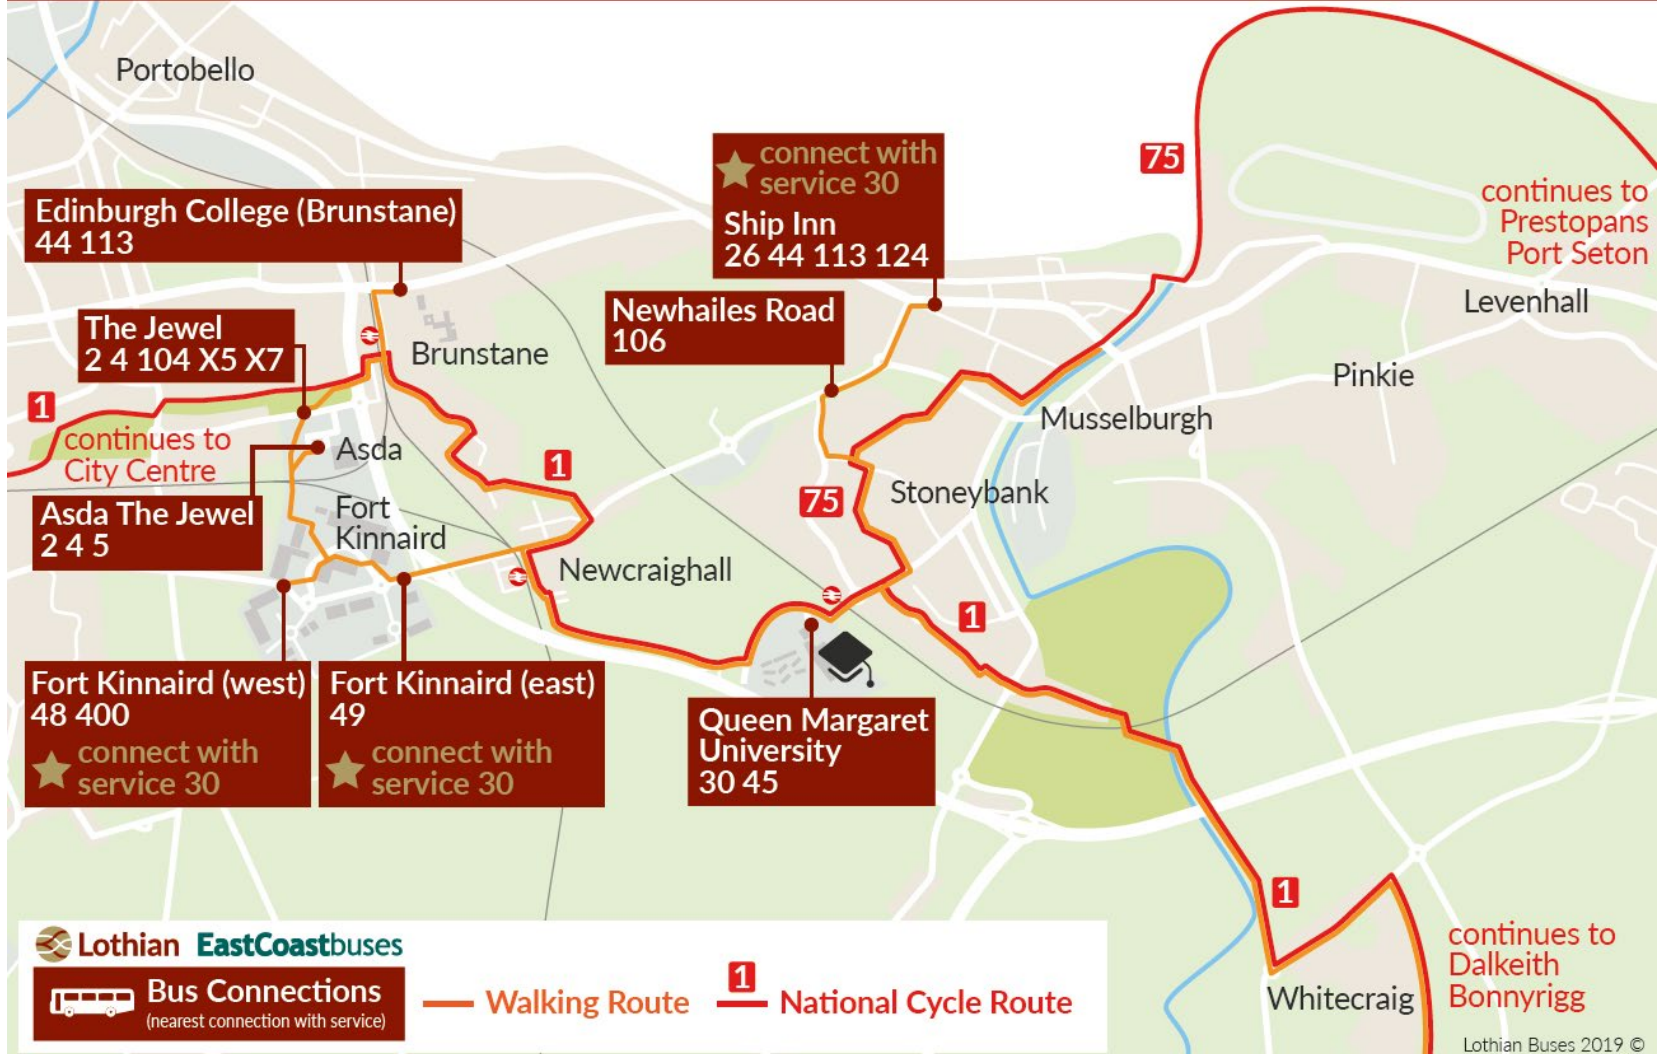 Portobello
Edinburgh College (Brunstane)
44 113
The Jewel
2 4 104 X5 X7
Brunstane
1
continues to
City Centre
Asda
Asda The Jewel
2 4 5
Fort
Kinnaird
1
Newcraighall
connect with
service 30
Ship Inn
26 44 113 124
Newhailes Road
106
75
continues to
Prestopans
Port Seton
Levenhall
Pinkie
Musselburgh
Stoneybank
75
1
Fort Kinnaird (west)
48 400
connect with
service 30
Fort Kinnaird (east)
49
connect with
service 30
Queen Margaret
University
30 45
1
continues to
Dalkeith
Bonnyrigg
Whitecraig
Lothian EastCoastbuses
Bus Connections
(nearest connection with service)
Walking Route
1
National Cycle Route
Lothian Buses 2019 ©